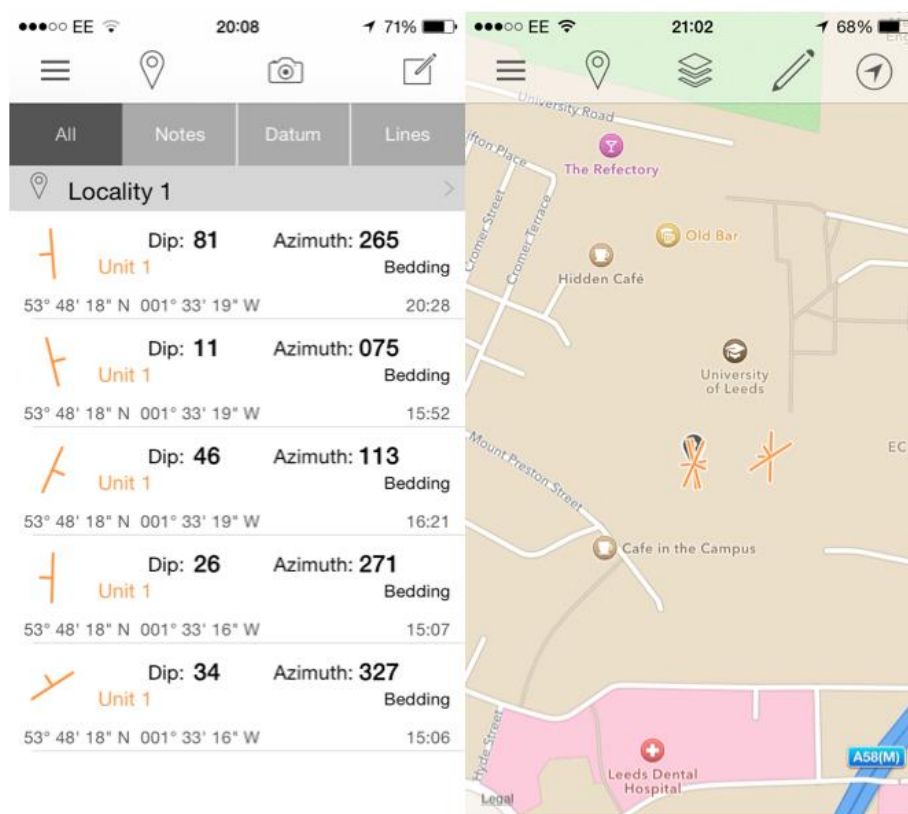 EE 20:08 71%
All Notes Datum Lines
Locality 1
Dip: 81 Azimuth: 265
Unit 1 Bedding
53° 48' 18" N 001° 33' 19" W 20:28
Dip: 11 Azimuth: 075
Unit 1 Bedding
53° 48' 18" N 001° 33' 19" W 15:52
Dip: 46 Azimuth: 113
Unit 1 Bedding
53° 48' 18" N 001° 33' 19" W 16:21
Dip: 26 Azimuth: 271
Unit 1 Bedding
53° 48' 18" N 001° 33' 16" W 15:07
Dip: 34 Azimuth: 327
Unit 1 Bedding
53° 48' 18" N 001° 33' 16" W 15:06
EE 21:02 68%
University Road
The Refectory
Cromer Street
Cromer Terrace
Place
Old Bar
Hidden Café
University
of Leeds
Mount Preston Street
EC
Cafe in the Campus
Hyde Street
Leeds Dental
Hospital
A58(M)
Legal